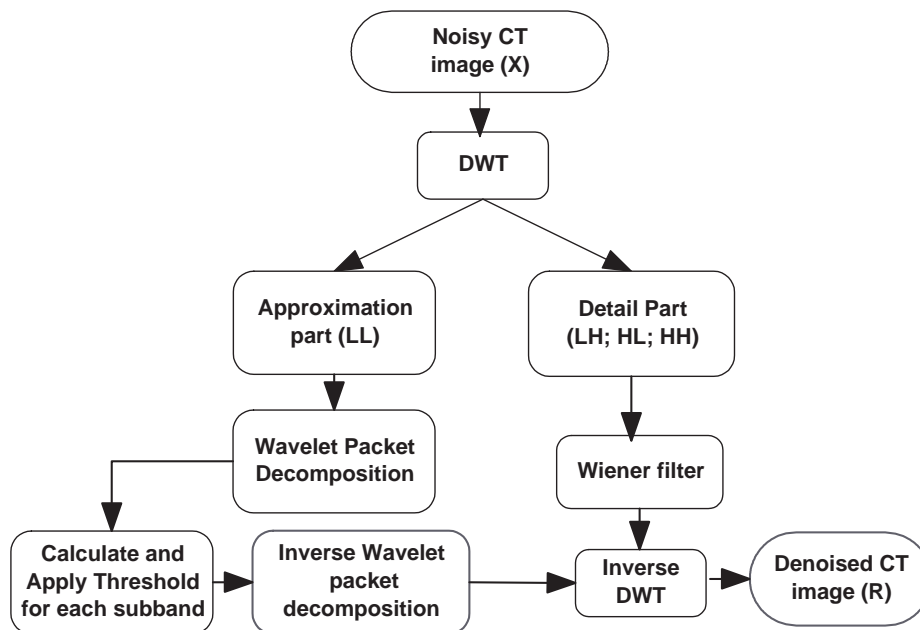 Noisy CT
image (X)
DWT
Approximation
part (LL)
Detail Part
(LH; HL; HH)
Wavelet Packet
Decomposition
Wiener filter
Calculate and
Apply Threshold
for each subband
Inverse Wavelet
packet
decomposition
Inverse
DWT
Denoised CT
image (R)